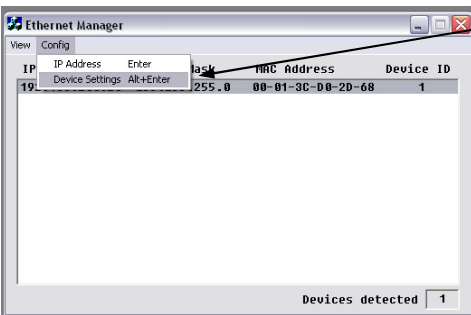 Ethernet Manager
View Config
IP Mask MAC Address Device ID
IP Address Enter
Device Settings Alt+Enter
255.0 00-01-3C-D0-2D-68 1
Devices detected 1